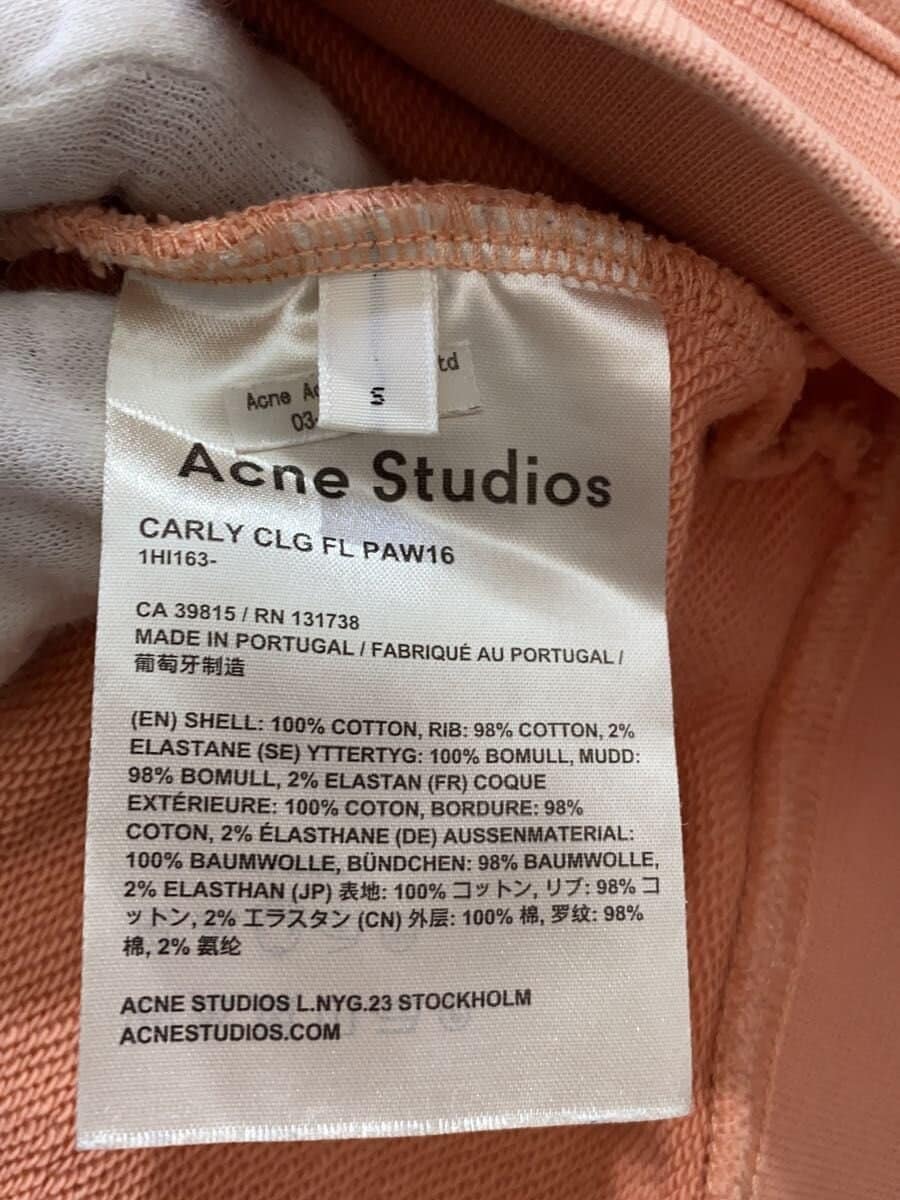 S
Acne
td
03-
Acne Studios
CARLY CLG FL PAW16
1HI163-
CA 39815 / RN 131738
MADE IN PORTUGAL / FABRIQUÉ AU PORTUGAL /
葡萄牙制造
(EN) SHELL: 100% COTTON, RIB: 98% COTTON, 2%
ELASTANE (SE) YTTERTYG: 100% BOMULL, MUDD:
98% BOMULL, 2% ELASTAN (FR) COQUE
EXTÉRIEURE: 100% COTON, BORDURE: 98%
COTON, 2% ÉLASTHANE (DE) AUSSENMATERIAL:
100% BAUMWOLLE, BÜNDCHEN: 98% BAUMWOLLE,
2% ELASTHAN (JP) 表地: 100% コットン, リブ: 98% コ
ットン, 2% エラスタン (CN) 外层: 100% 棉, 罗纹: 98%
棉, 2% 氨纶
ACNE STUDIOS L.NYG.23 STOCKHOLM
ACNESTUDIOS.COM